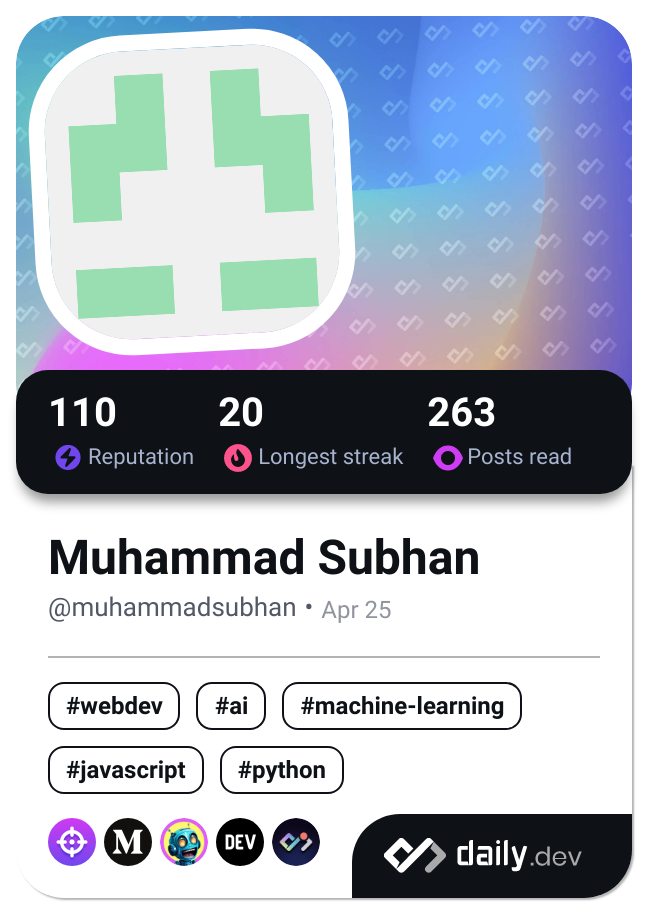 110 20 263
Reputation Longest streak Posts read
Muhammad Subhan
@muhammadsubhan • Apr 25
#webdev #ai #machine-learning
#javascript #python
M DEV daily.dev